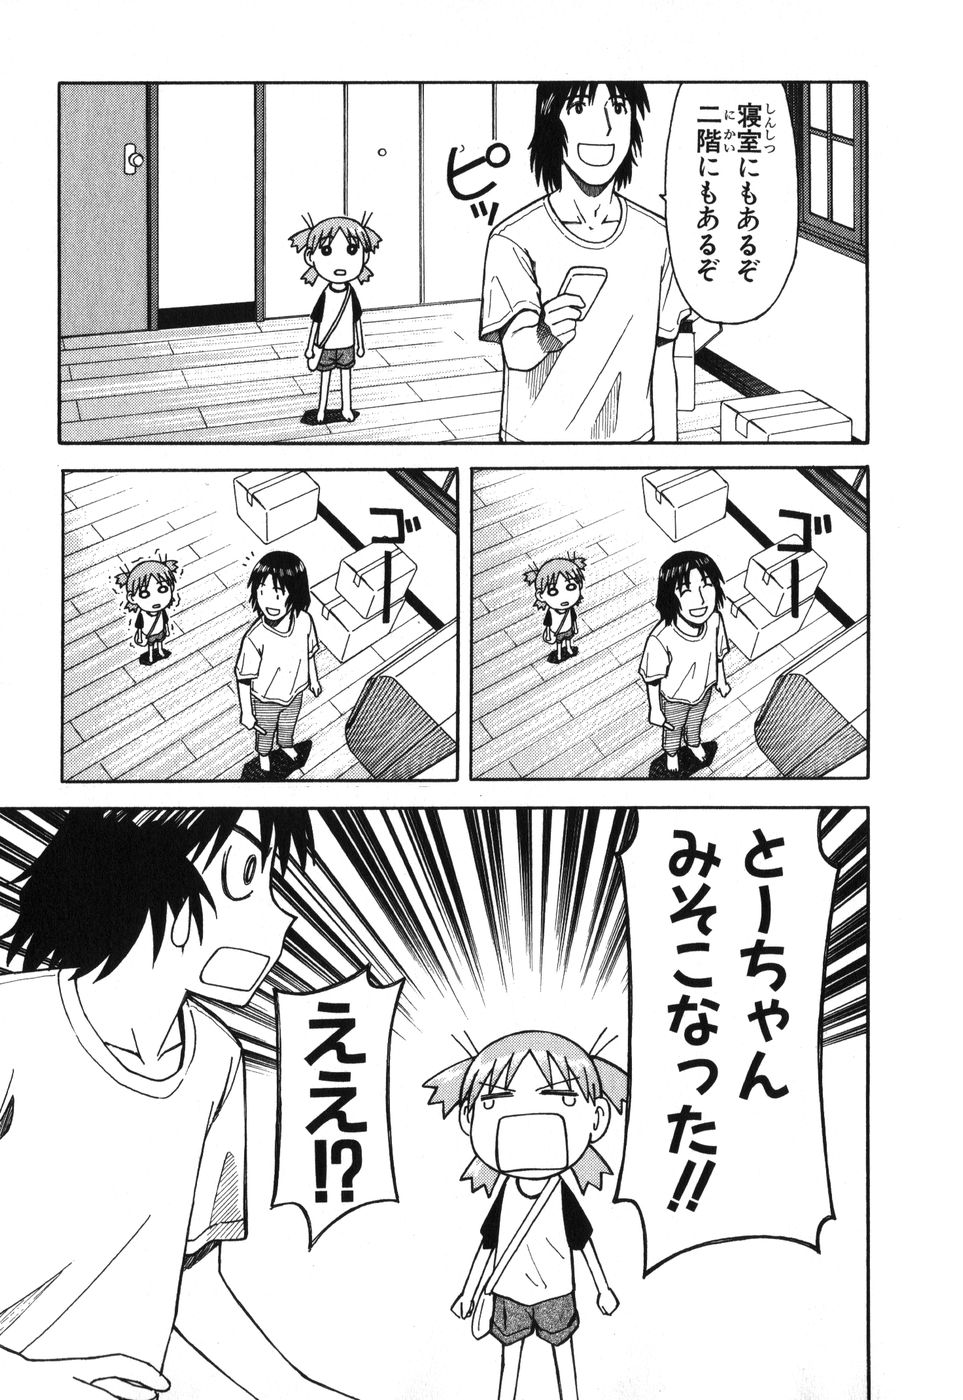 寝室にもあるぞ
二階にもあるぞ
しんしつ
にかい
ピッ
ゴーー
ゴーー
とーちゃん
みそこなった!!
ええ!?